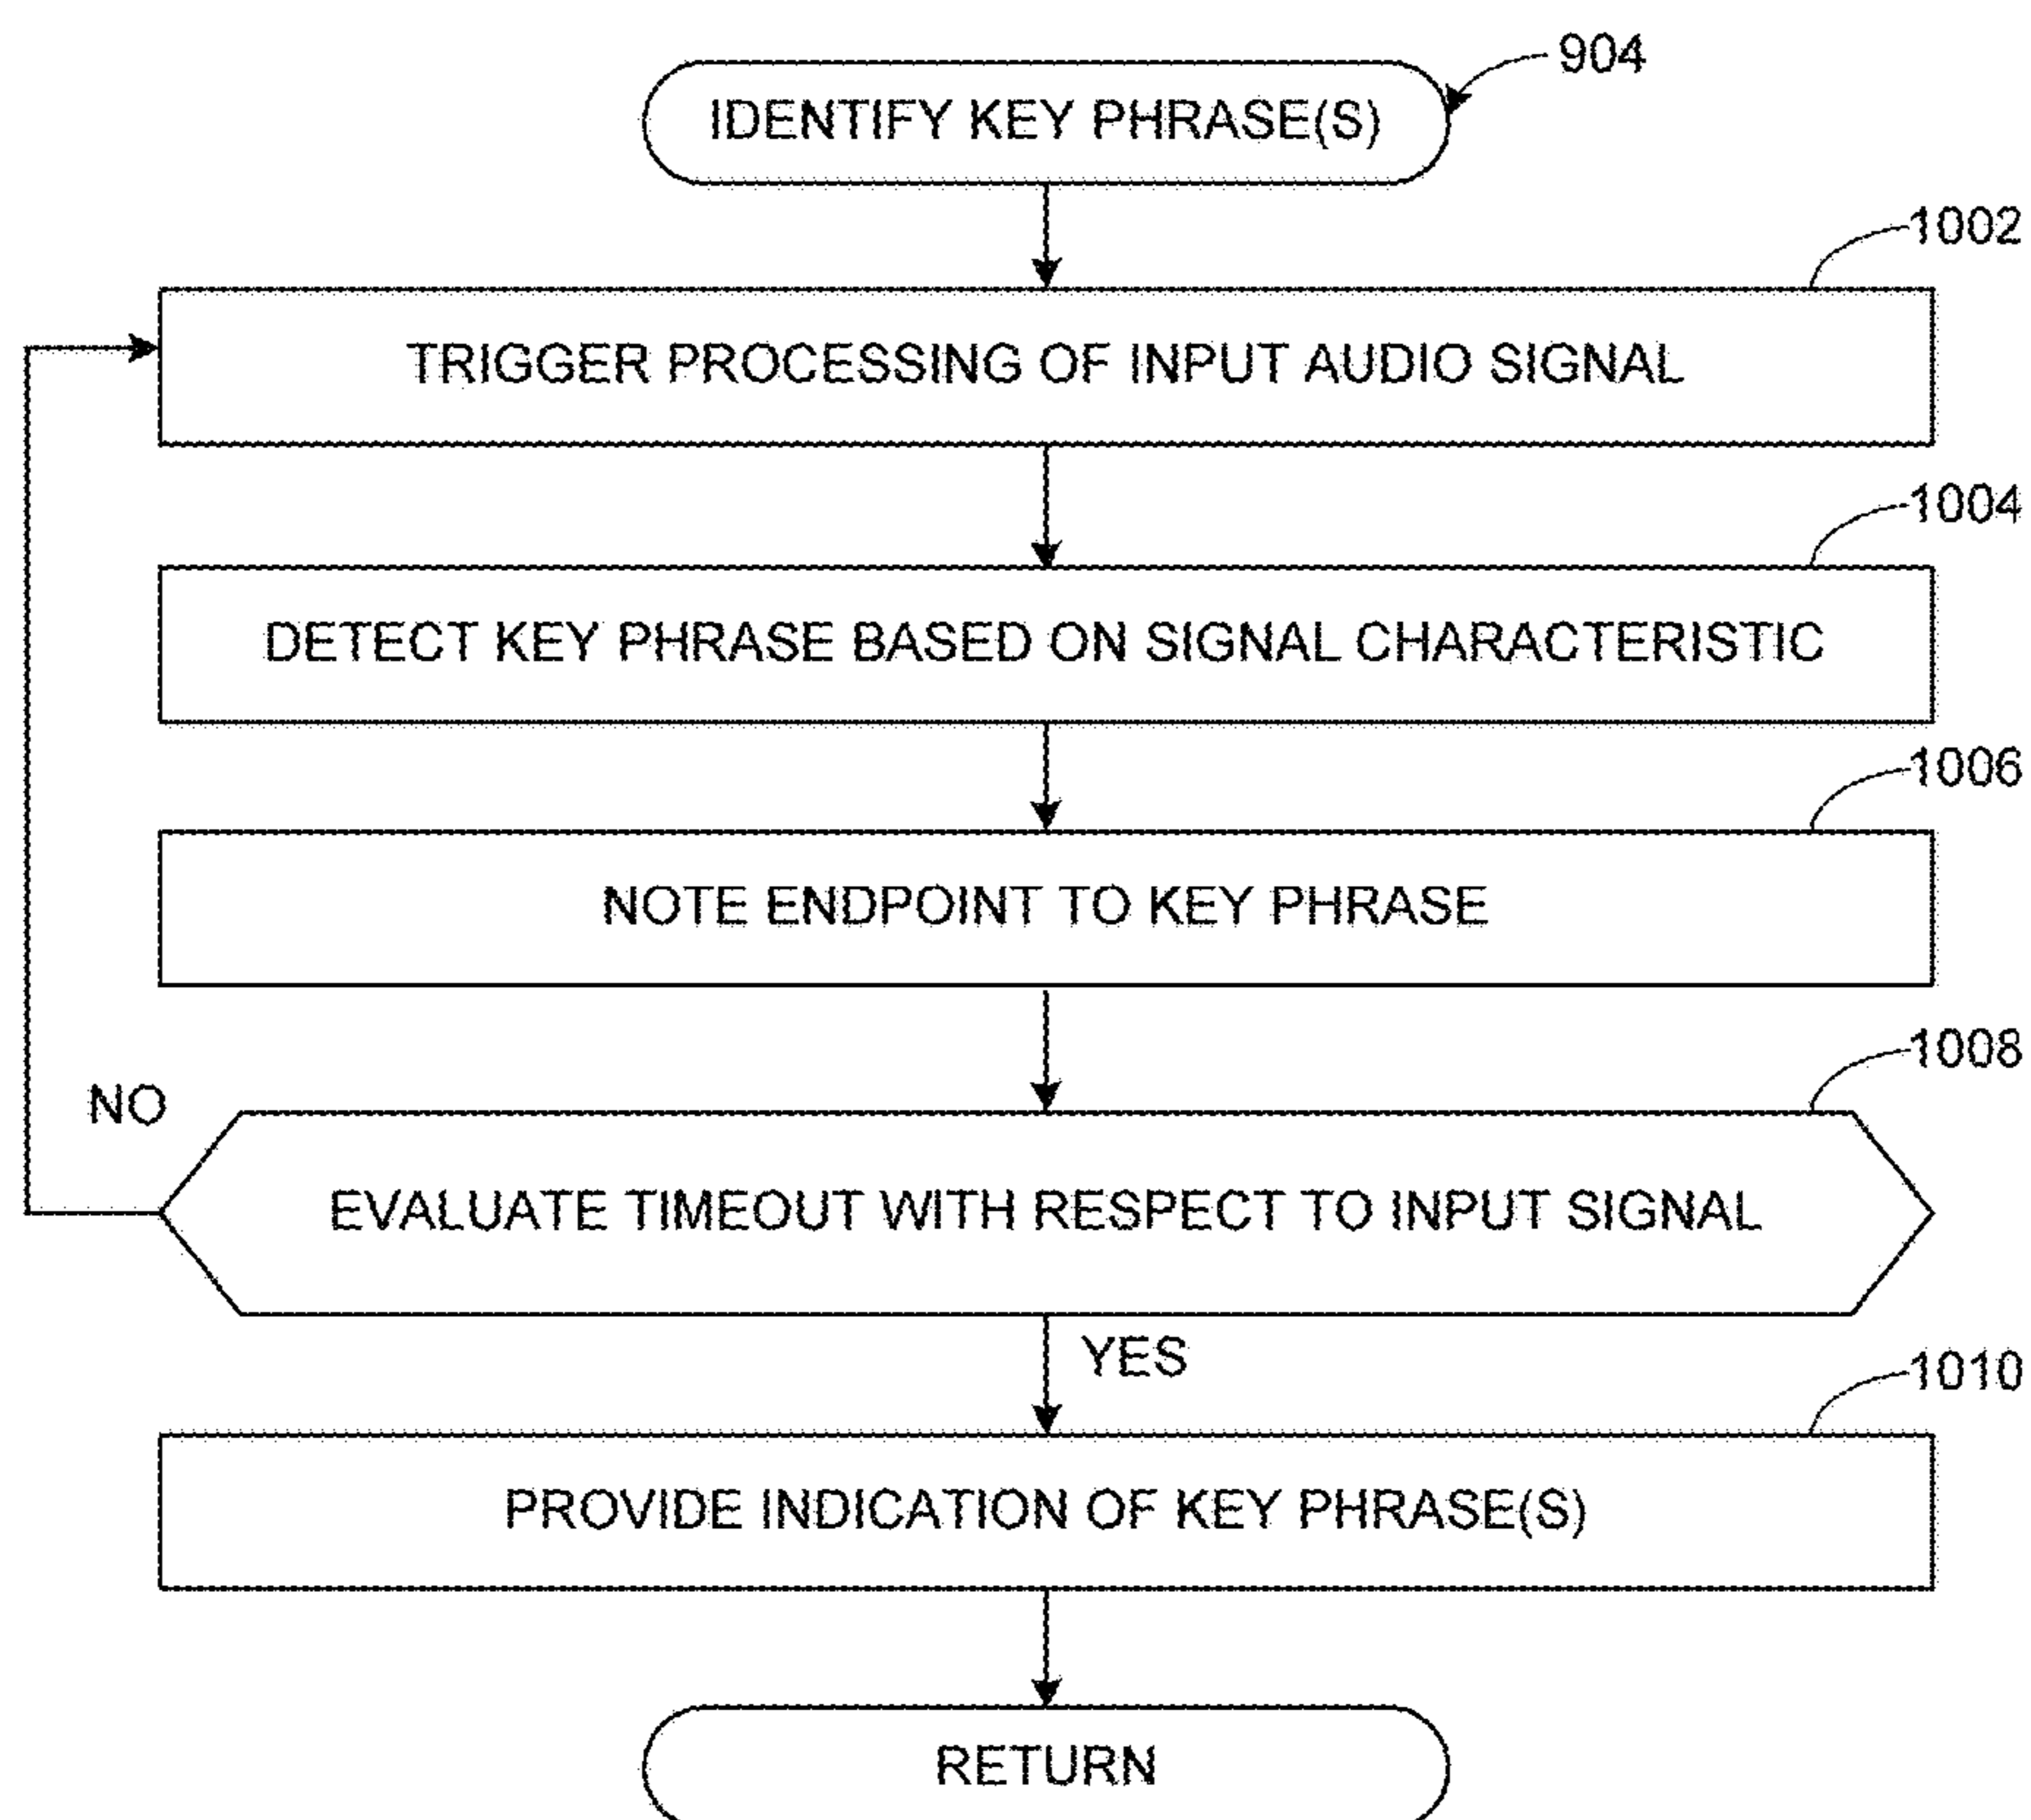 904
IDENTIFY KEY PHRASE(S)
1002
TRIGGER PROCESSING OF INPUT AUDIO SIGNAL
1004
DETECT KEY PHRASE BASED ON SIGNAL CHARACTERISTIC
1006
NOTE ENDPOINT TO KEY PHRASE
1008
NO
EVALUATE TIMEOUT WITH RESPECT TO INPUT SIGNAL
YES
1010
PROVIDE INDICATION OF KEY PHRASE(S)
RETURN